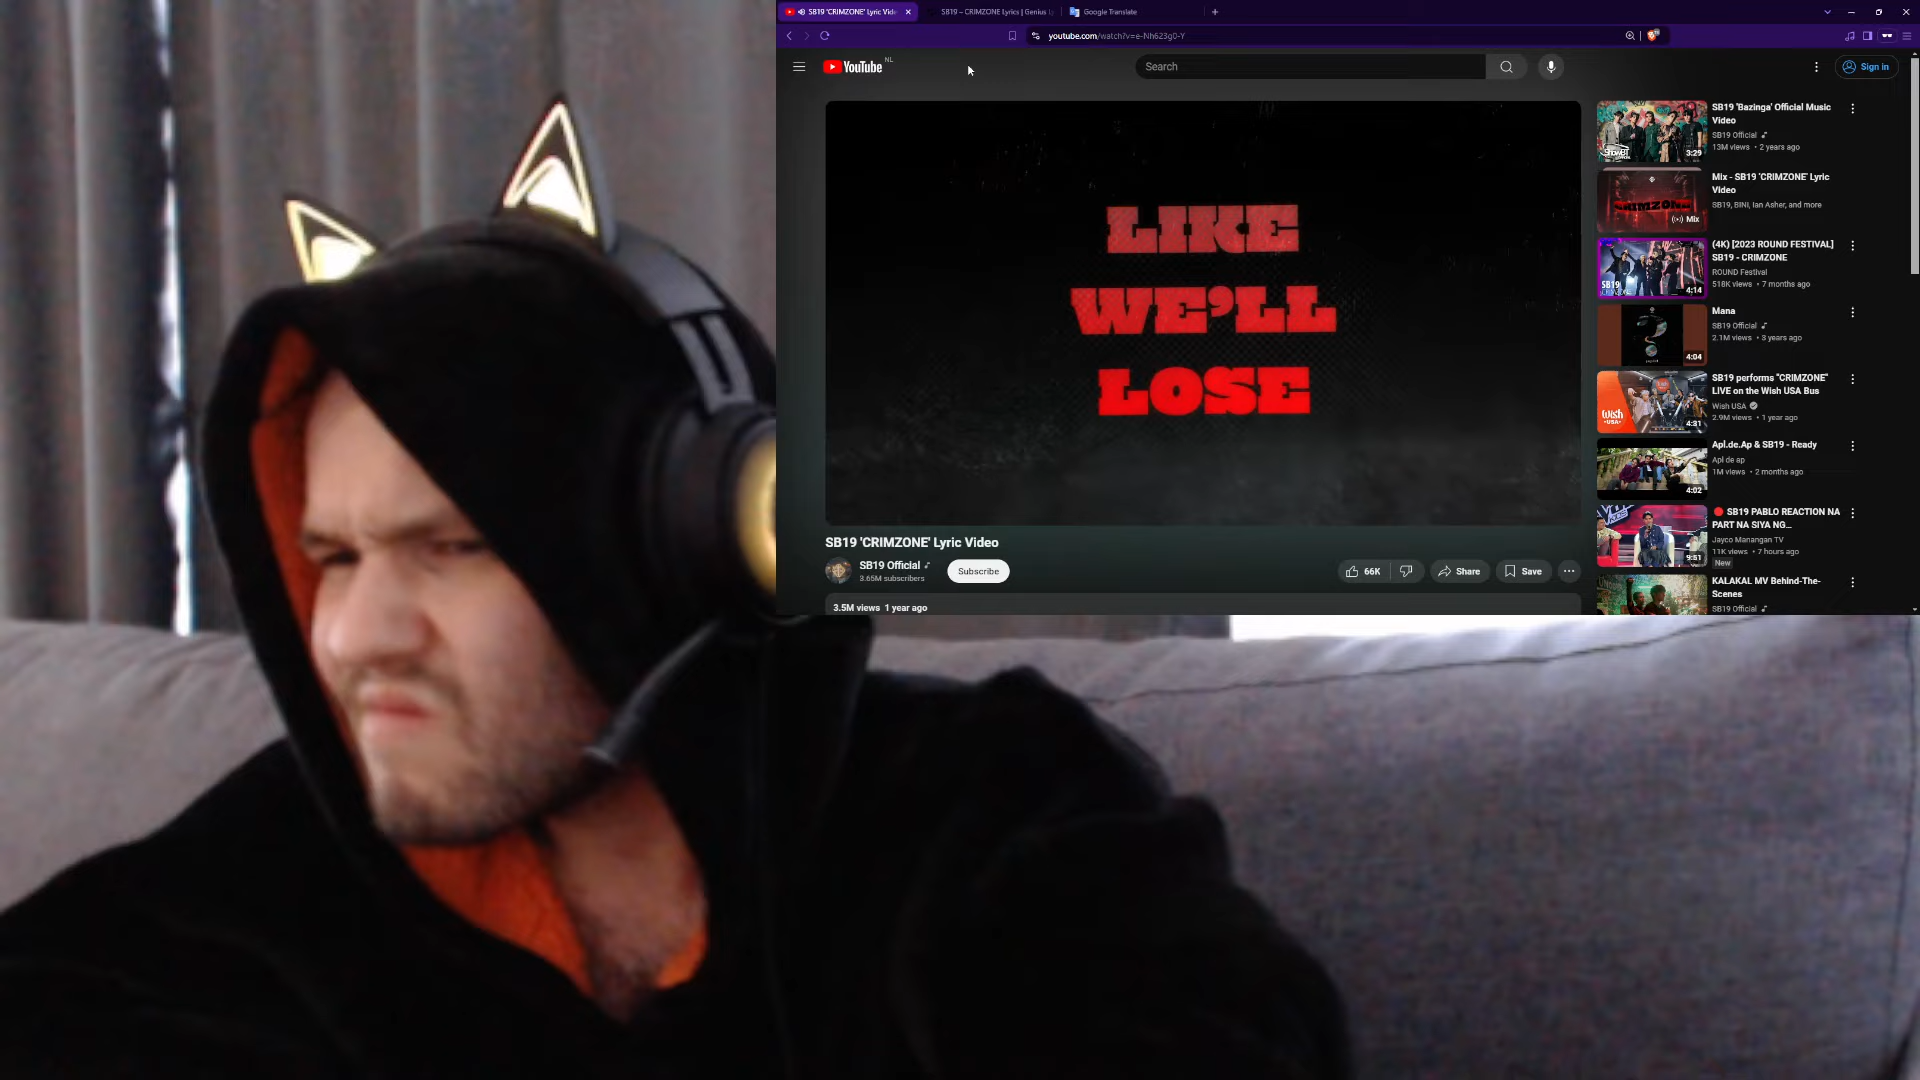 SB19 'CRIMZONE' Lyric Vide
SB19 – CRIMZONE Lyrics | Genius Ly
Google Translate
youtube.com/watch?v=e-Nh623g0-Y
YouTube
NL
Search
Sign in
LIKE
WE'LL
LOSE
SB19 'CRIMZONE' Lyric Video
SB19 Official
3.65M subscribers
Subscribe
66K
Share
Save
3.5M views 1 year ago
3:29
SB19 'Bazinga' Official Music
Video
SB19 Official
13M views • 2 years ago
CRIMZONE
Mix
Mix - SB19 'CRIMZONE' Lyric
Video
SB19, BINI, Ian Asher, and more
SB19
4:14
(4K) [2023 ROUND FESTIVAL]
SB19 - CRIMZONE
ROUND Festival
518K views • 7 months ago
4:04
Mana
SB19 Official
2.1M views • 3 years ago
wish
USA
4:31
SB19 performs "CRIMZONE"
LIVE on the Wish USA Bus
Wish USA
2.9M views • 1 year ago
4:02
Apl.de.Ap & SB19 - Ready
Apl de ap
1M views • 2 months ago
9:51
SB19 PABLO REACTION NA
PART NA SIYA NG...
Jayco Manangan TV
11K views • 7 hours ago
New
KALAKAL MV Behind-The-
Scenes
SB19 Official